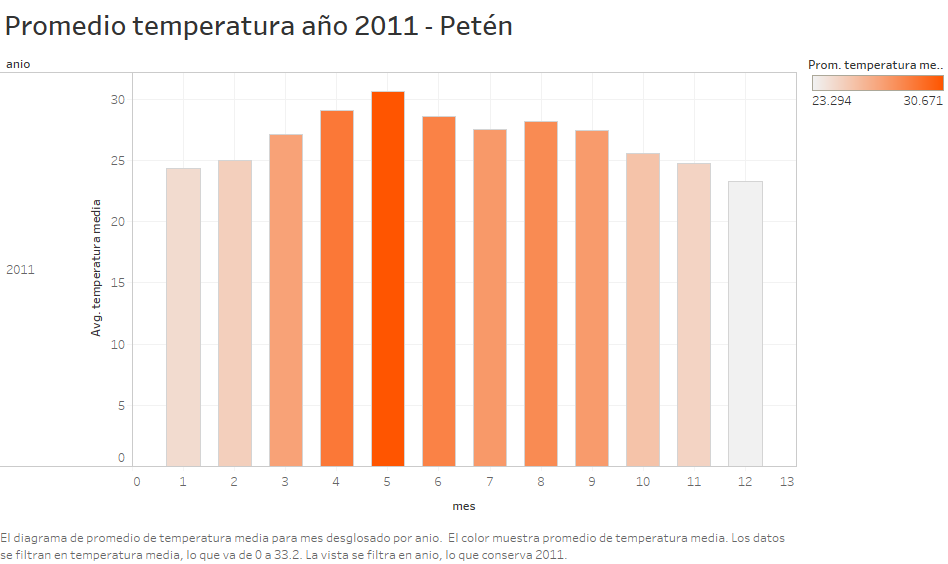 Promedio temperatura año 2011 - Petén
anio
Prom. temperatura me..
23.294 30.671
2011
Avg. temperatura media
30
25
20
15
10
5
0
0 1 2 3 4 5 6 7 8 9 10 11 12 13
mes
El diagrama de promedio de temperatura media para mes desglosado por anio. El color muestra promedio de temperatura media. Los datos
se filtran en temperatura media, lo que va de 0 a 33.2. La vista se filtra en anio, lo que conserva 2011.